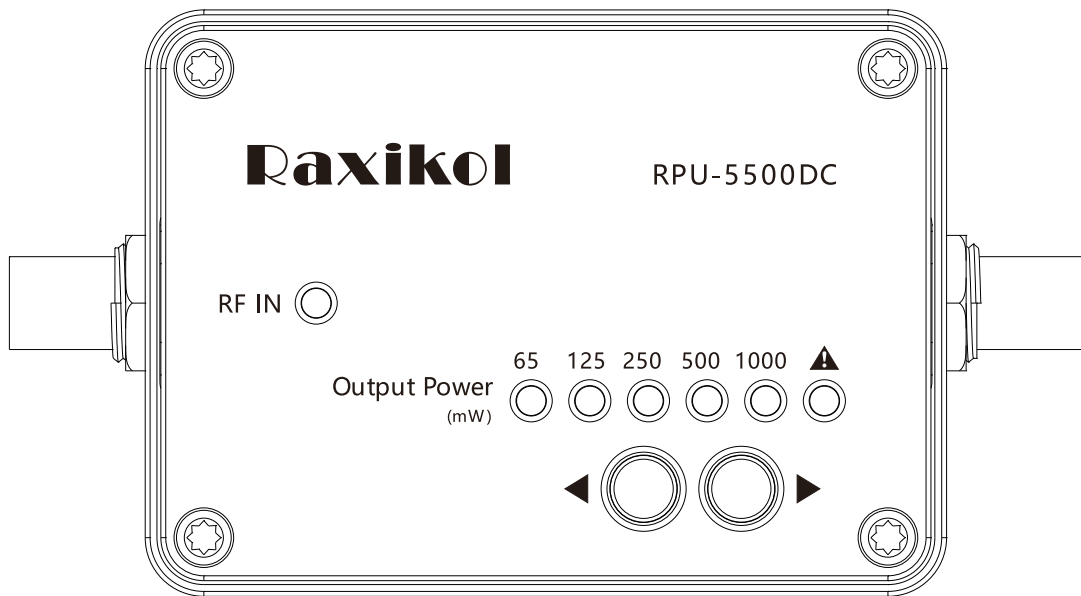 Raxikol RPU-5500DC
RF IN
65 125 250 500 1000
Output Power
(mW)